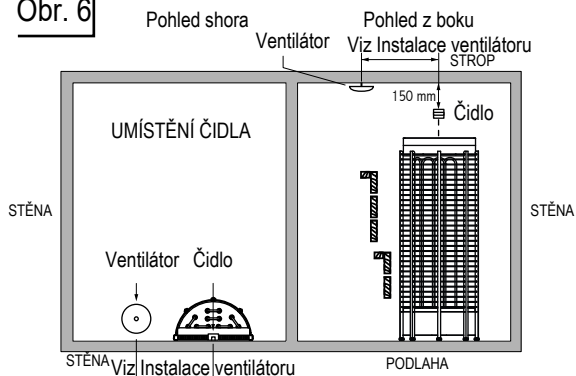 Obr. 6
Pohled shora
Pohled z boku
Ventilátor
Viz Instalace ventilátoru
STROP
150 mm
Čidlo
UMÍSTĚNÍ ČIDLA
STĚNA
STĚNA
Ventilátor Čidlo
STĚNA
Viz Instalace ventilátoru
PODLAHA